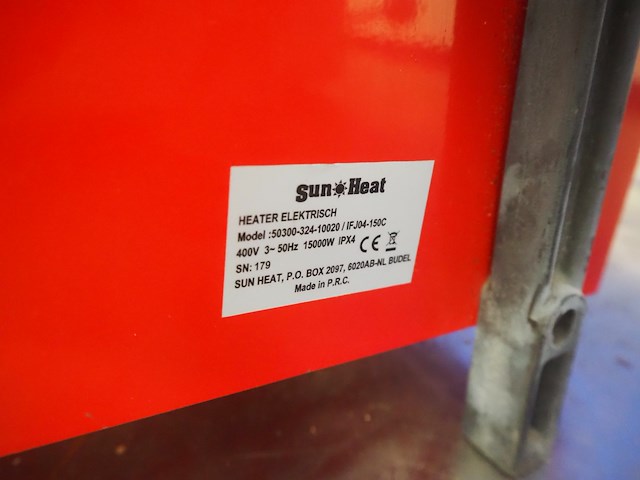 Sun Heat
HEATER ELEKTRISCH
Model :50300-324-10020 / IFJ04-150C
400V 3~50Hz 15000W IPX4 CE
SN: 179
SUN HEAT, P.O. BOX 2097, 6020AB-NL BUDEL
Made in P.R.C.